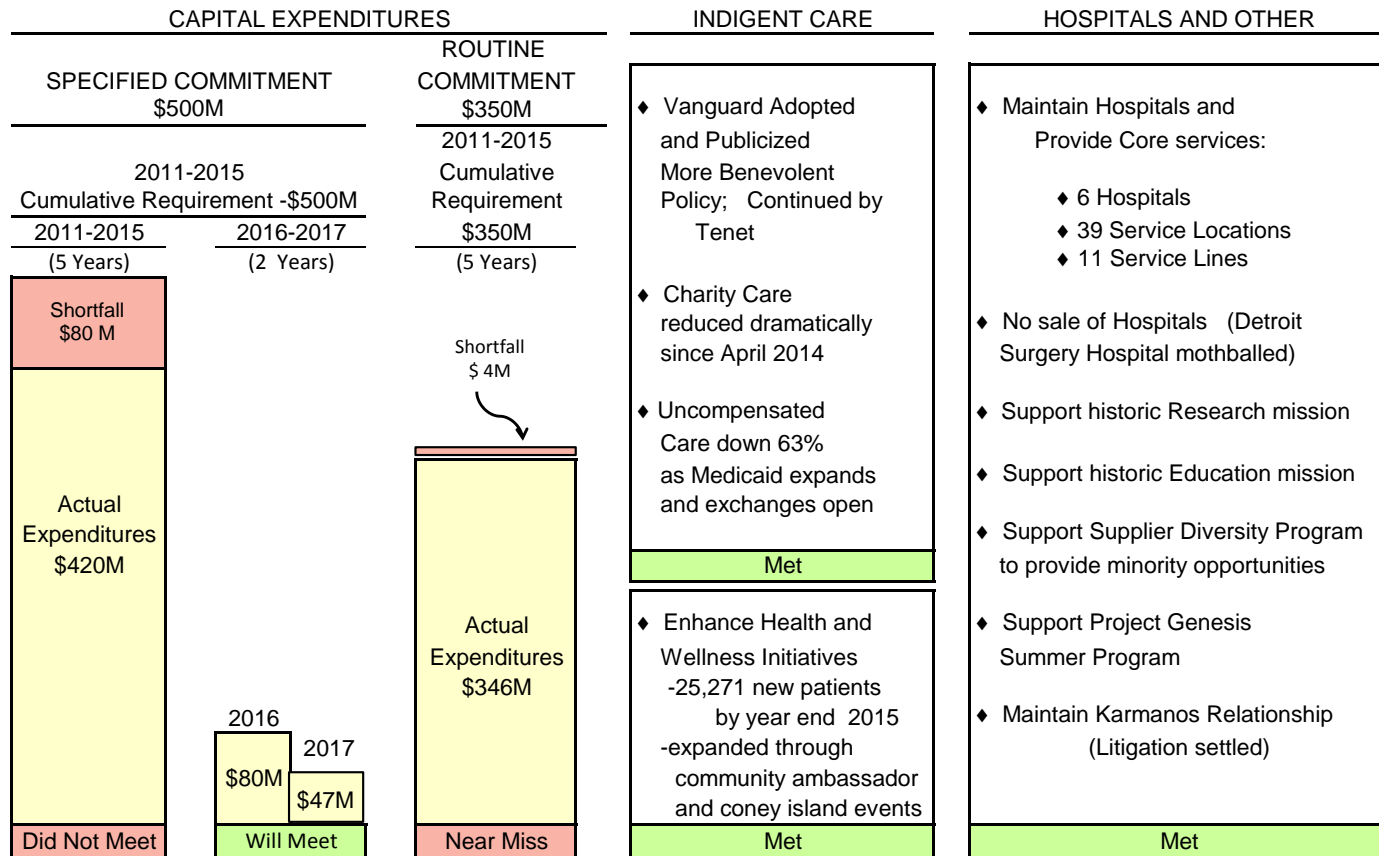 CAPITAL EXPENDITURES
SPECIFIED COMMITMENT
$500M
2011-2015
Cumulative Requirement -$500M
2011-2015
(5 Years)
Shortfall
$80 M
Actual
Expenditures
$420M
Did Not Meet
2016-2017
(2 Years)
2016
$80M
2017
$47M
Will Meet
ROUTINE
COMMITMENT
$350M
2011-2015
Cumulative
Requirement
$350M
(5 Years)
Shortfall
$ 4M
Actual
Expenditures
$346M
Near Miss
INDIGENT CARE
♦ Vanguard Adopted
and Publicized
More Benevolent
Policy; Continued by
Tenet
♦ Charity Care
reduced dramatically
since April 2014
♦ Uncompensated
Care down 63%
as Medicaid expands
and exchanges open
Met
♦ Enhance Health and
Wellness Initiatives
-25,271 new patients
by year end 2015
-expanded through
community ambassador
and coney island events
Met
HOSPITALS AND OTHER
♦ Maintain Hospitals and
Provide Core services:
♦ 6 Hospitals
♦ 39 Service Locations
♦ 11 Service Lines
♦ No sale of Hospitals (Detroit
Surgery Hospital mothballed)
♦ Support historic Research mission
♦ Support historic Education mission
♦ Support Supplier Diversity Program
to provide minority opportunities
♦ Support Project Genesis
Summer Program
♦ Maintain Karmanos Relationship
(Litigation settled)
Met